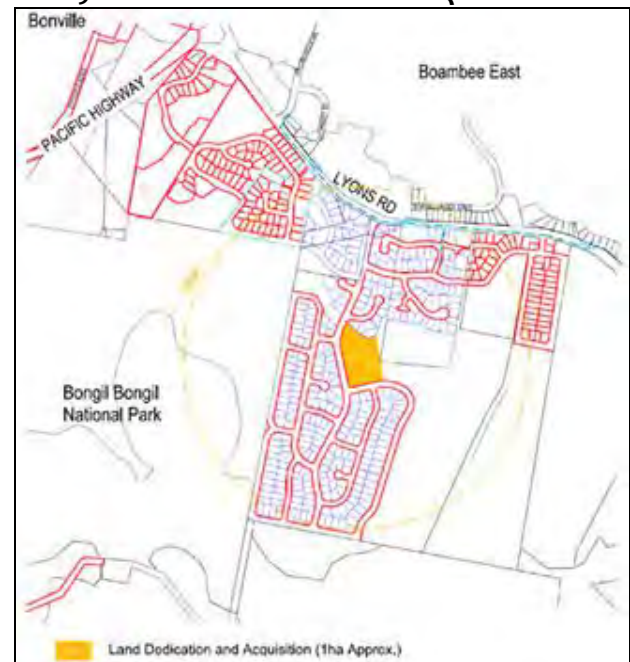 Bonville
Boambee East
PACIFIC HIGHWAY
LYONS RD
Bongil Bongil
National Park
Land Dedication and Acquisition (1ha Approx.)